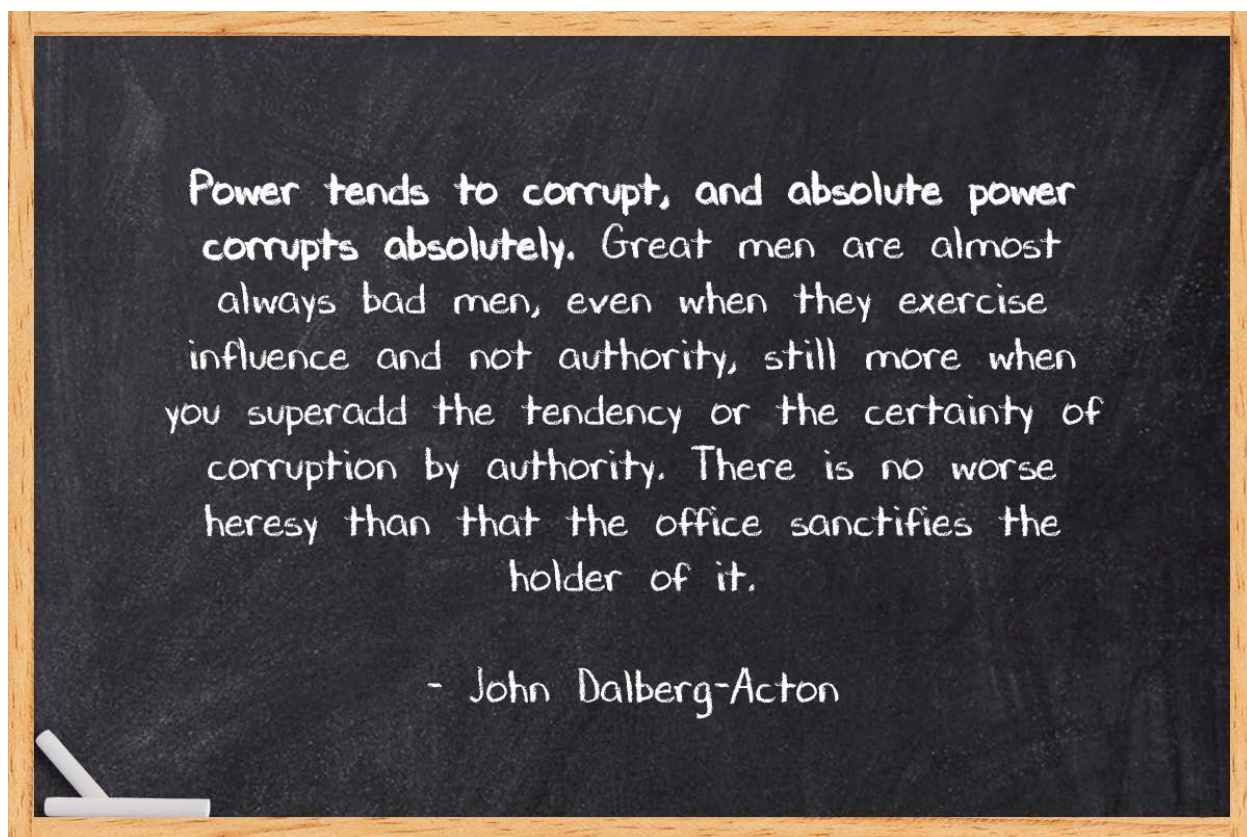 Power tends to corrupt, and absolute power
corrupts absolutely. Great men are almost
always bad men, even when they exercise
influence and not authority, still more when
you superadd the tendency or the certainty of
corruption by authority. There is no worse
heresy than that the office sanctifies the
holder of it.
- John Dalberg-Acton